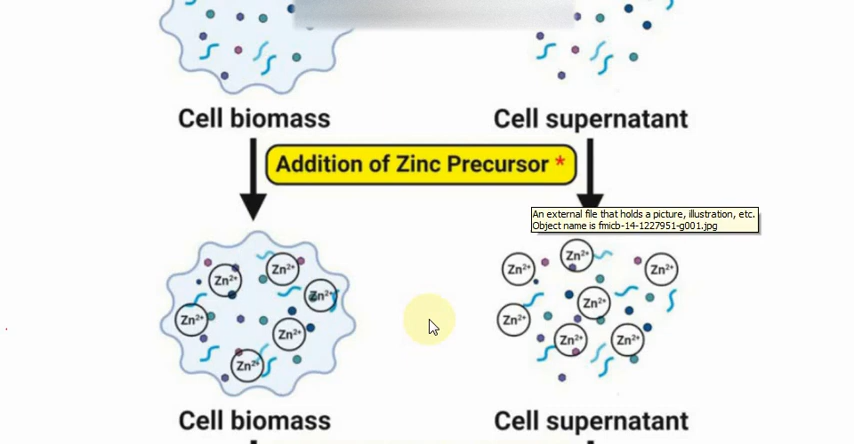 Cell biomass
Cell supernatant
Addition of Zinc Precursor *
An external file that holds a picture, illustration, etc.
Object name is fmicb-14-1227951-g001.jpg
Zn²⁺
Zn²⁺
Zn²⁺
Zn²⁺
Zn²⁺
Zn²⁺
Zn²⁺
Zn²⁺
Zn²⁺
Zn²⁺
Zn²⁺
Zn²⁺
Zn²⁺
Cell biomass
Cell supernatant